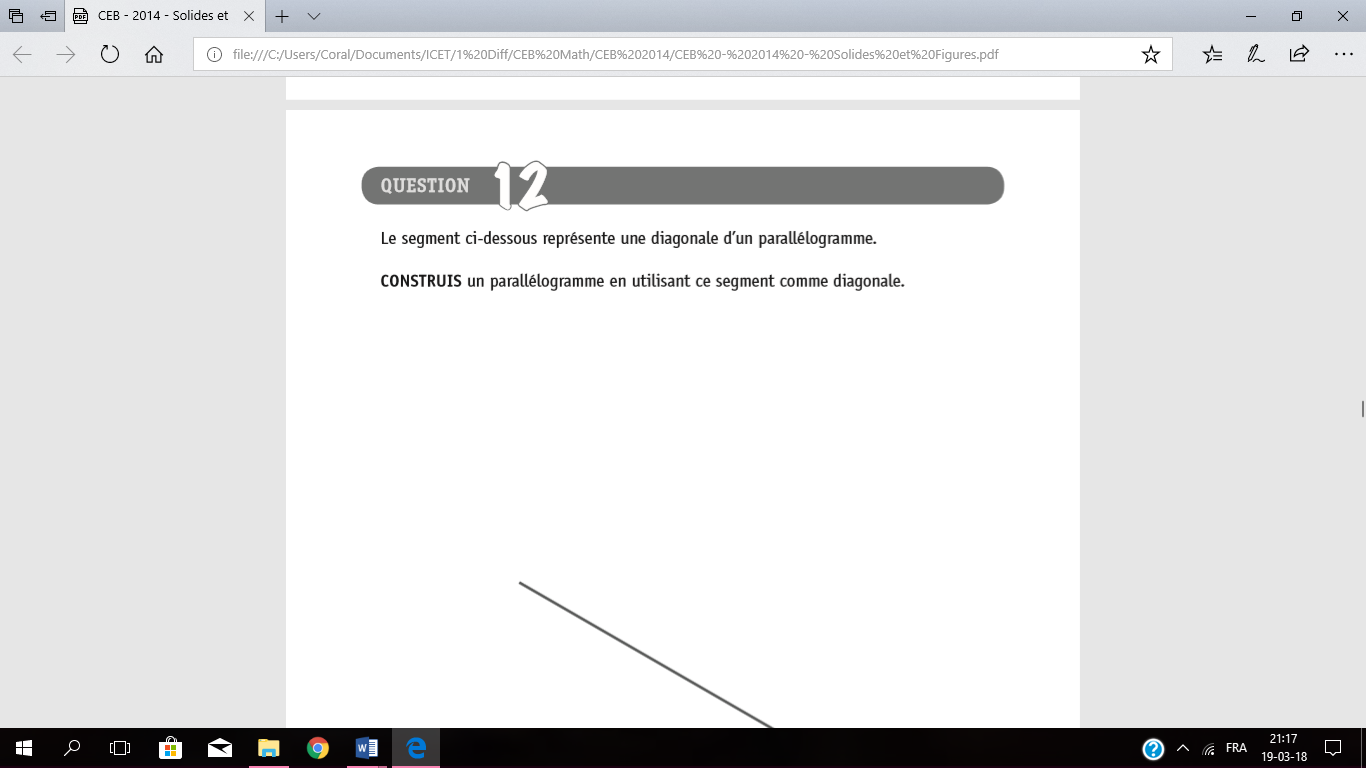 CEB - 2014 - Solides et
file:///C:/Users/Coral/Documents/ICET/1%20Diff/CEB%20Math/CEB%202014/CEB%20-%202014%20-%20Solides%20et%20Figures.pdf
QUESTION 12
Le segment ci-dessous représente une diagonale d'un parallélogramme.
CONSTRUIS un parallélogramme en utilisant ce segment comme diagonale.
FRA
21:17
19-03-18